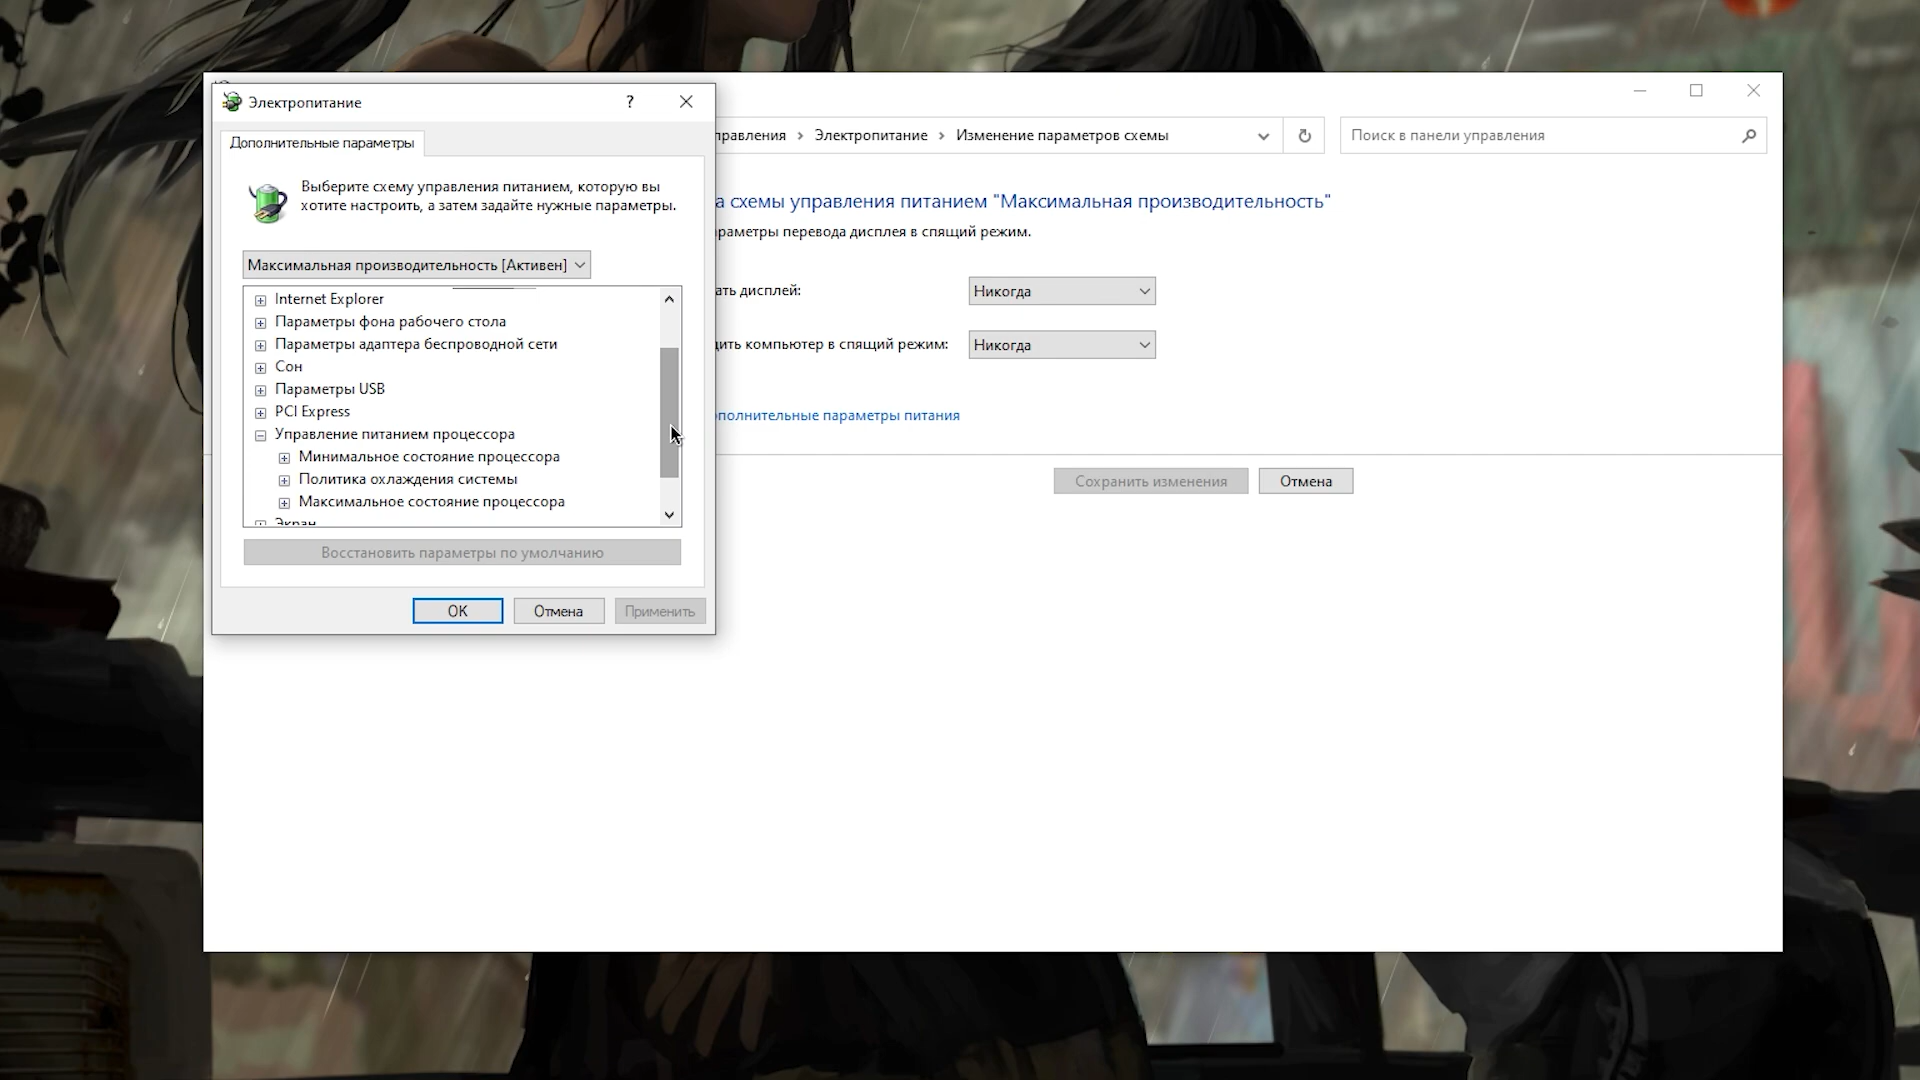 Электропитание
?
Дополнительные параметры
Выберите схему управления питанием, которую вы
хотите настроить, а затем задайте нужные параметры.
Максимальная производительность [Активен]
Internet Explorer
Параметры фона рабочего стола
Параметры адаптера беспроводной сети
Сон
Параметры USB
PCI Express
Управление питанием процессора
Минимальное состояние процессора
Политика охлаждения системы
Максимальное состояние процессора
Экран
Восстановить параметры по умолчанию
OK
Отмена
Применить
правления › Электропитание › Изменение параметров схемы
Поиск в панели управления
а схемы управления питанием "Максимальная производительность"
раметры перевода дисплея в спящий режим.
ать дисплей:
Никогда
дить компьютер в спящий режим:
Никогда
ополнительные параметры питания
Сохранить изменения
Отмена